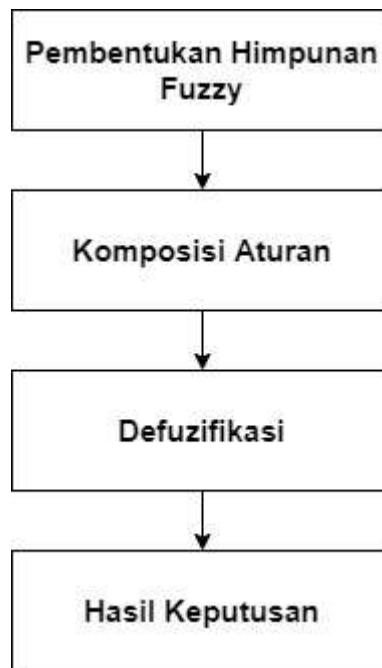 Pembentukan Himpunan
Fuzzy
Komposisi Aturan
Defuzifikasi
Hasil Keputusan